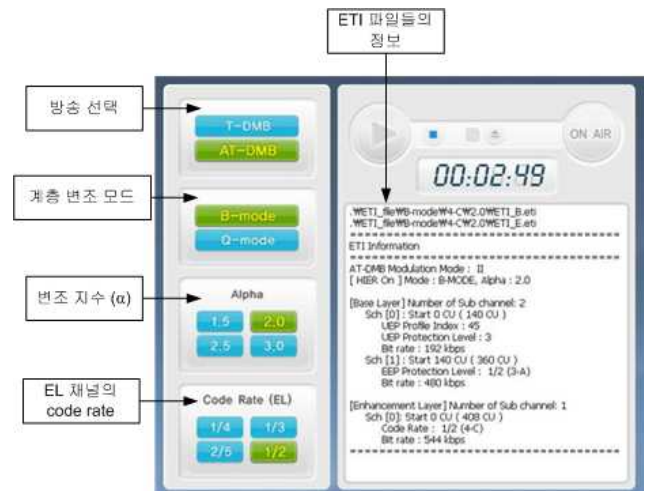 ETI 파일들의
정보
방송 선택
T-DMB
AT-DMB
계층 변조 모드
B-mode
Q-mode
변조 지수 (α)
Alpha
1.5 2.0
2.5 3.0
EL 채널의
code rate
Code Rate (EL)
1/4 1/3
2/5 1/2
ON AIR
00:02:49
.₩ETI_file₩B-mode₩4-C₩2.0₩ETI_B.eti
.₩ETI_file₩B-mode₩4-C₩2.0₩ETI_E.eti
ETI Information
AT-DMB Modulation Mode : II
[ HIER On ] Mode : B-MODE, Alpha : 2.0
[Base Layer] Number of Sub channel: 2
Sch [0] : Start 0 CU ( 140 CU )
UEP Profile Index : 45
UEP Protection Level : 3
Bit rate : 192 kbps
Sch [1] : Start 140 CU ( 360 CU )
EEP Protection Level : 1/2 (3-A)
Bit rate : 480 kbps
[Enhancement Layer] Number of Sub channel: 1
Sch [0]: Start 0 CU ( 408 CU )
Code Rate : 1/2 (4-C)
Bit rate : 544 kbps